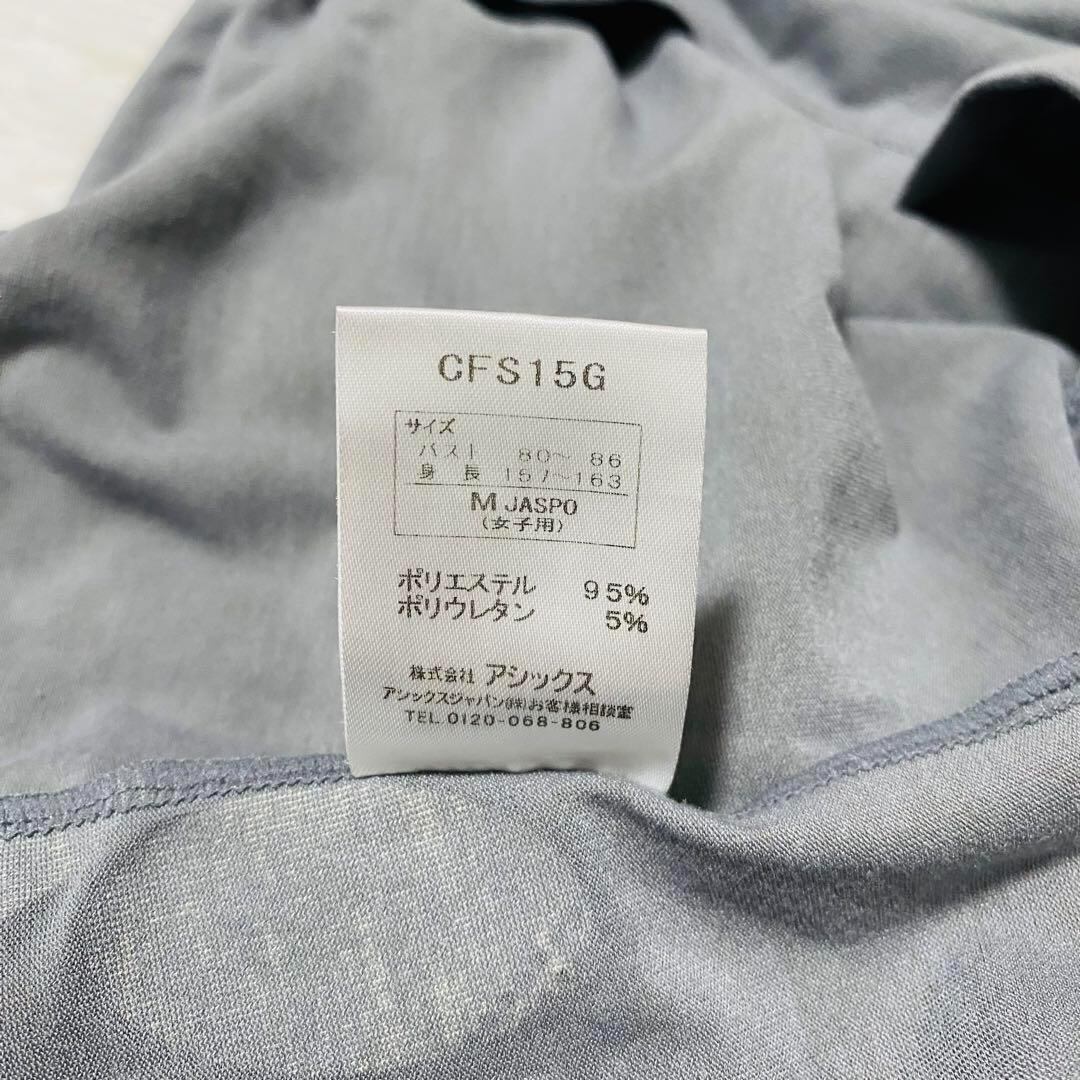 CFS15G
サイズ
バスト 80～ 86
身 長 157～163
M JASPO
(女子用)
ポリエステル 95%
ポリウレタン 5%
株式会社 アシックス
アシックスジャパン(株)お客様相談室
TEL.0120-068-806